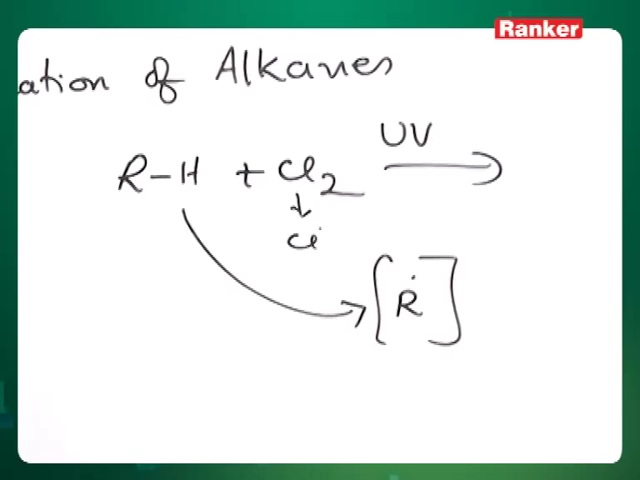 Ranker
ation of Alkanes
UV
R-H + Cl2
Cl̇
[Ṙ]